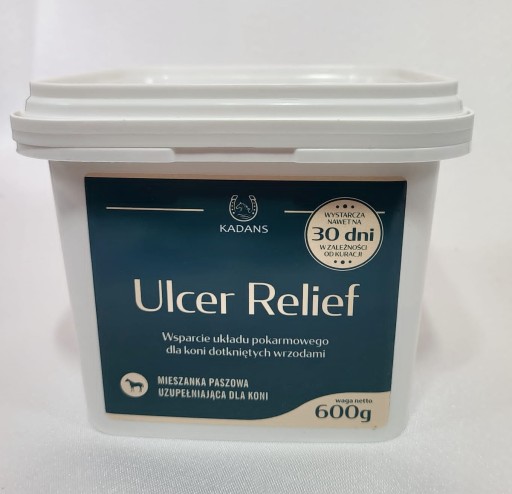 KADANS
WYSTARCZA
NAWET NA
30 dni
W ZALEŻNOŚCI
OD KURACJI
Ulcer Relief
Wsparcie układu pokarmowego
dla koni dotkniętych wrzodami
MIESZANKA PASZOWA
UZUPEŁNIAJĄCA DLA KONI
waga netto
600g